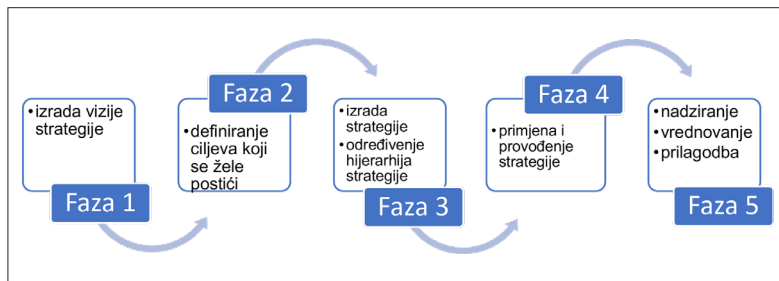 • izrada vizije
strategije
Faza 1
Faza 2
• definiranje
ciljeva koji
se žele
postići
• izrada
strategije
• određivenje
hijerarhija
strategije
Faza 3
Faza 4
• primjena i
provođenje
strategije
• nadziranje
• vrednovanje
• prilagodba
Faza 5